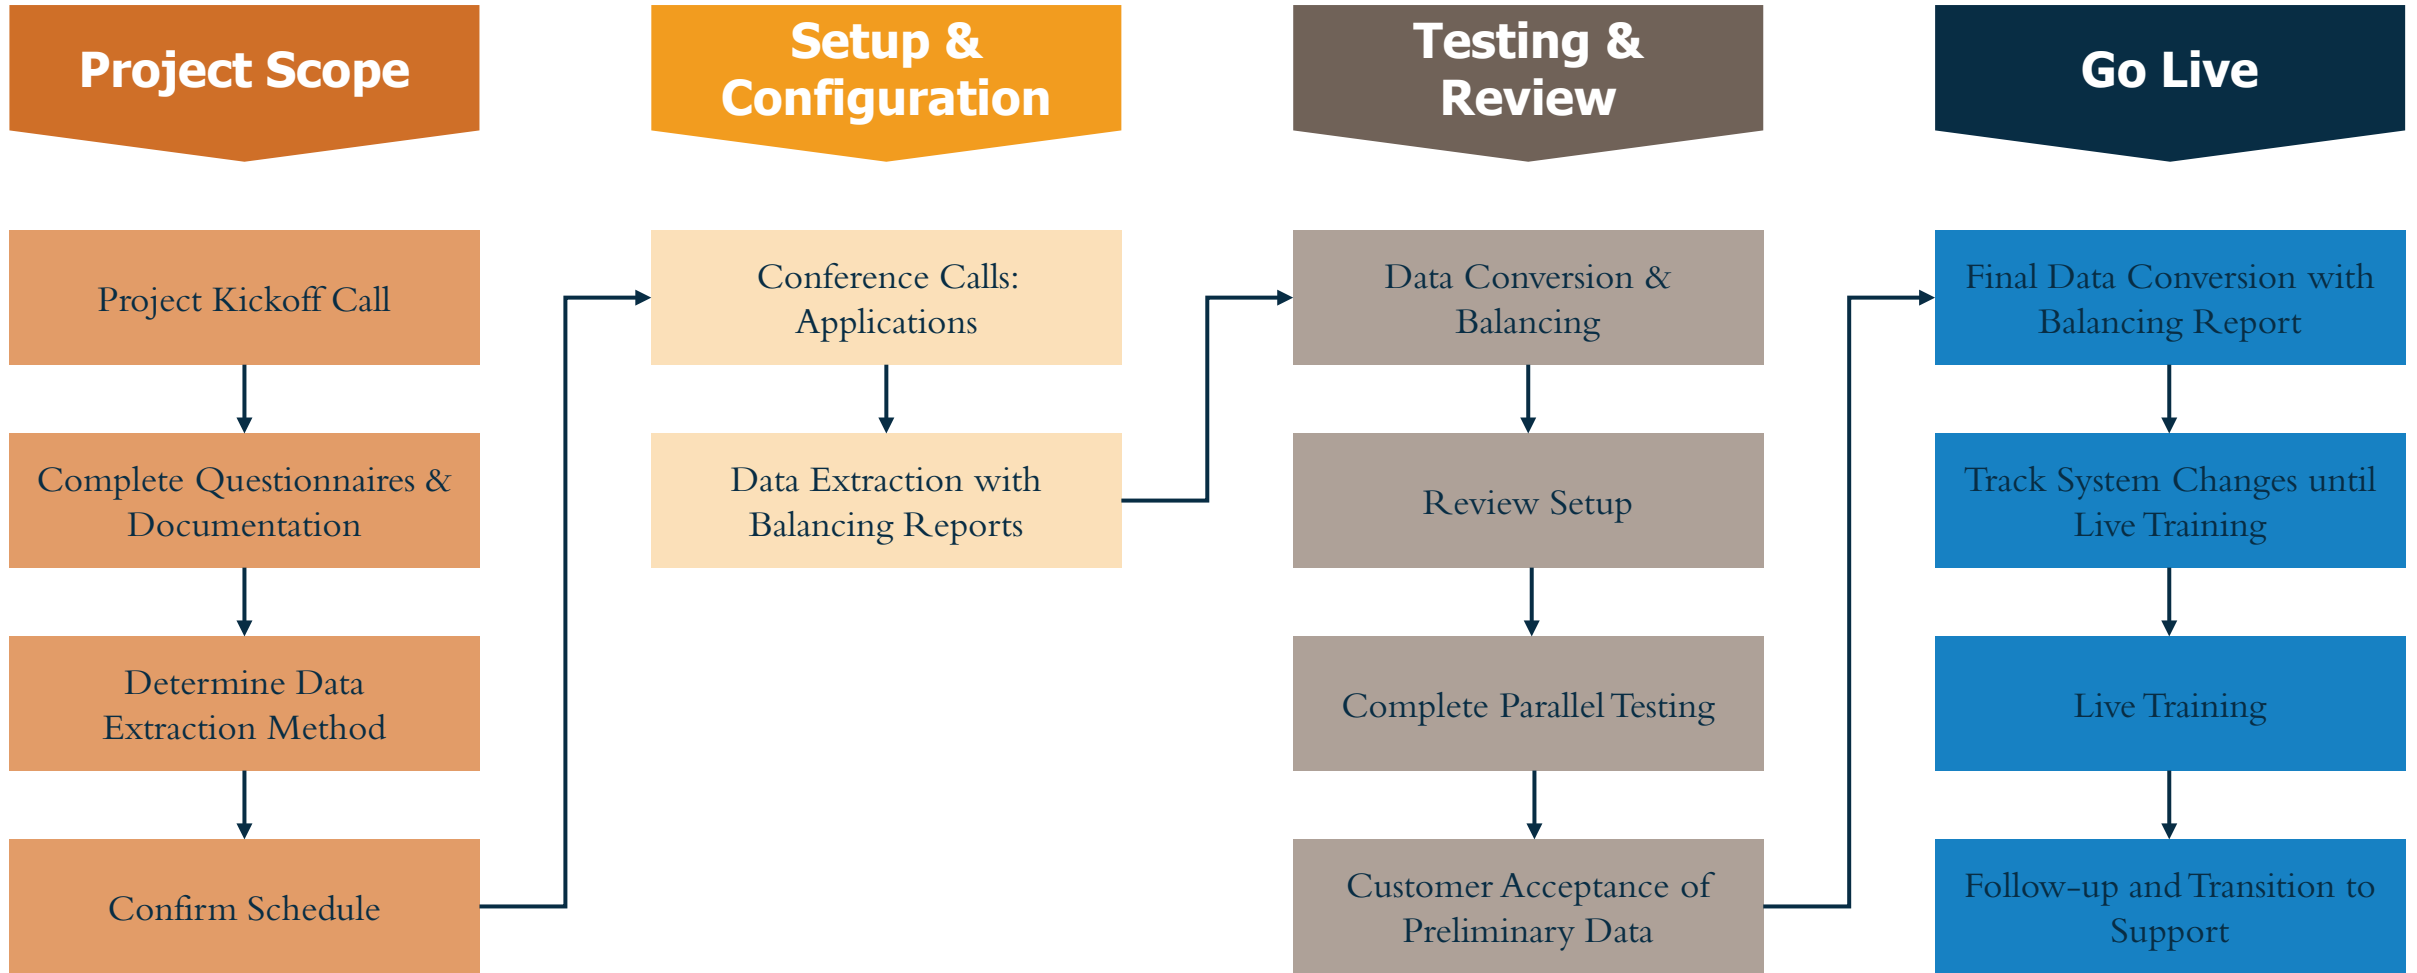 Project Scope
Project Kickoff Call
Complete Questionnaires &
Documentation
Determine Data
Extraction Method
Confirm Schedule
Setup &
Configuration
Conference Calls:
Applications
Data Extraction with
Balancing Reports
Testing &
Review
Data Conversion &
Balancing
Review Setup
Complete Parallel Testing
Customer Acceptance of
Preliminary Data
Go Live
Final Data Conversion with
Balancing Report
Track System Changes until
Live Training
Live Training
Follow-up and Transition to
Support